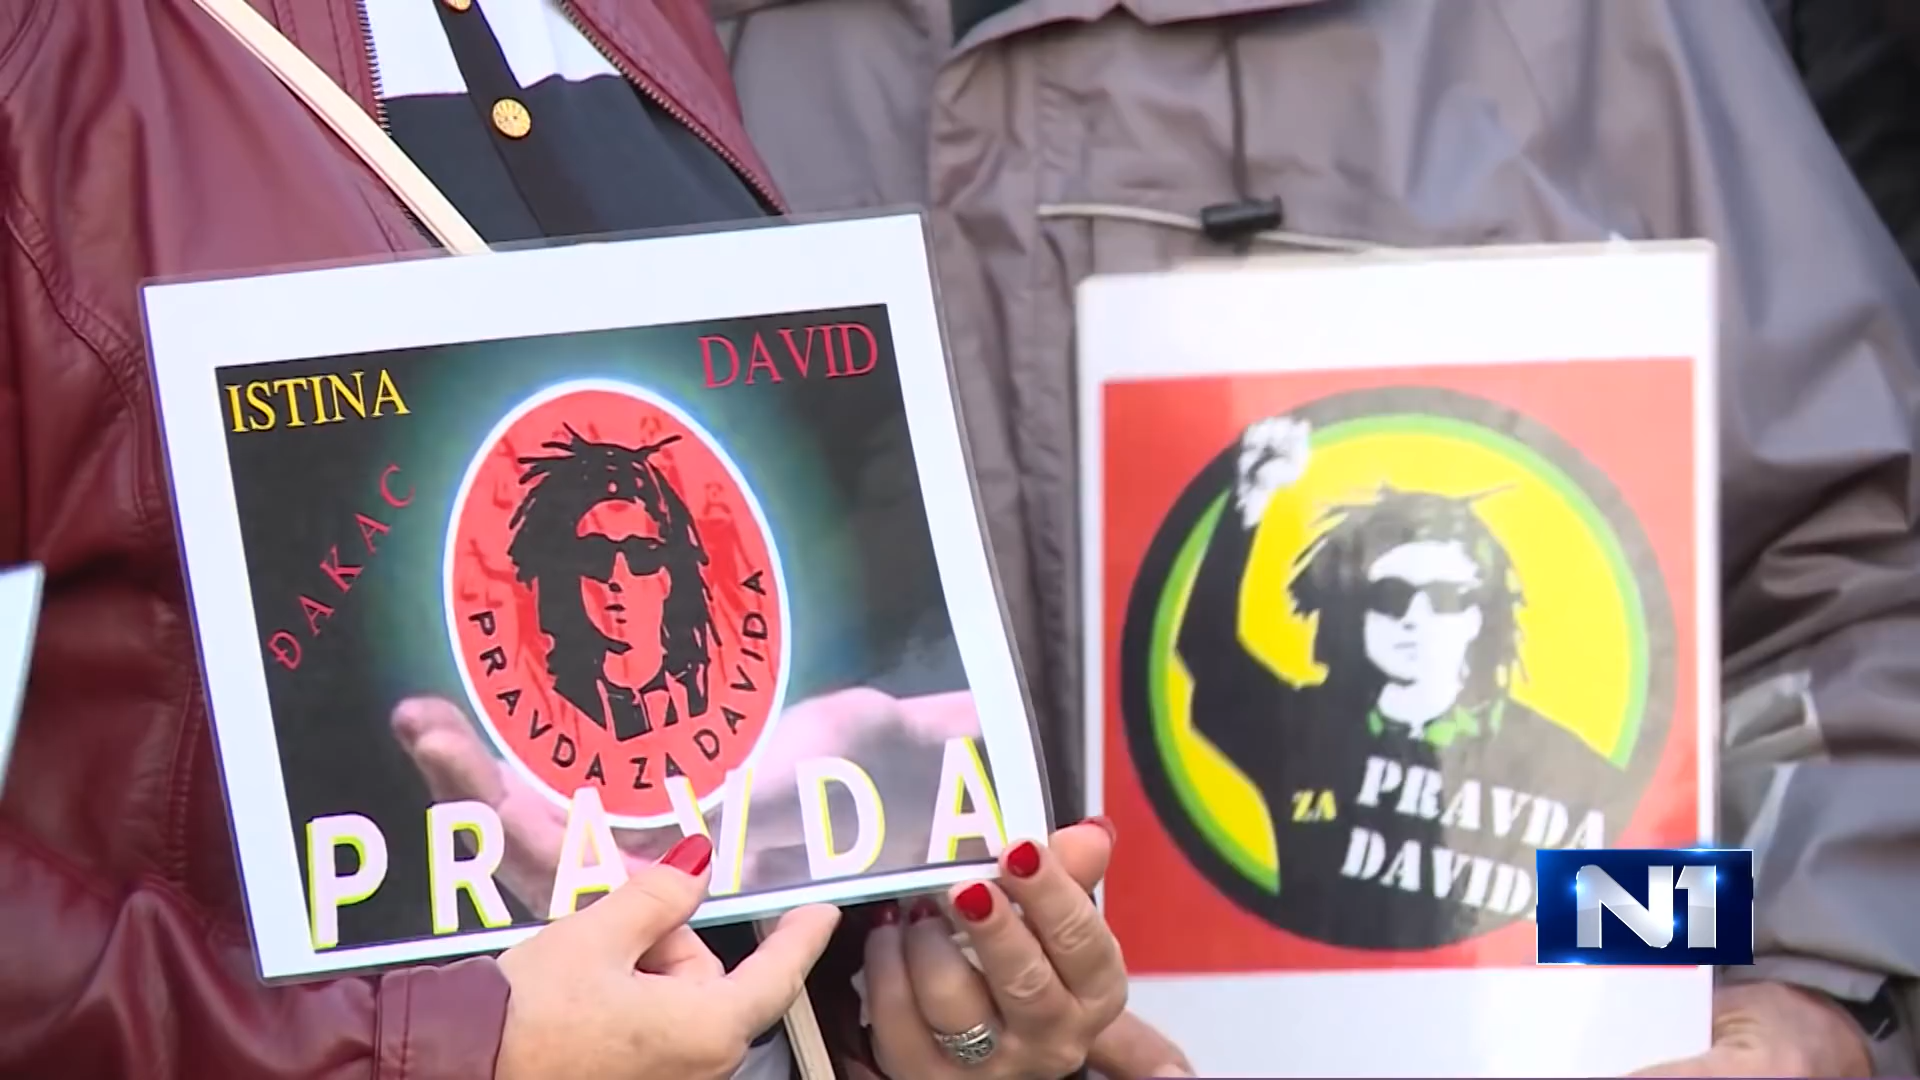 ISTINA
DAVID
ĐAKAC
PRAVDA ZA DAVIDA
PRAVDA
ZA PRAVDA
DAVID
N1